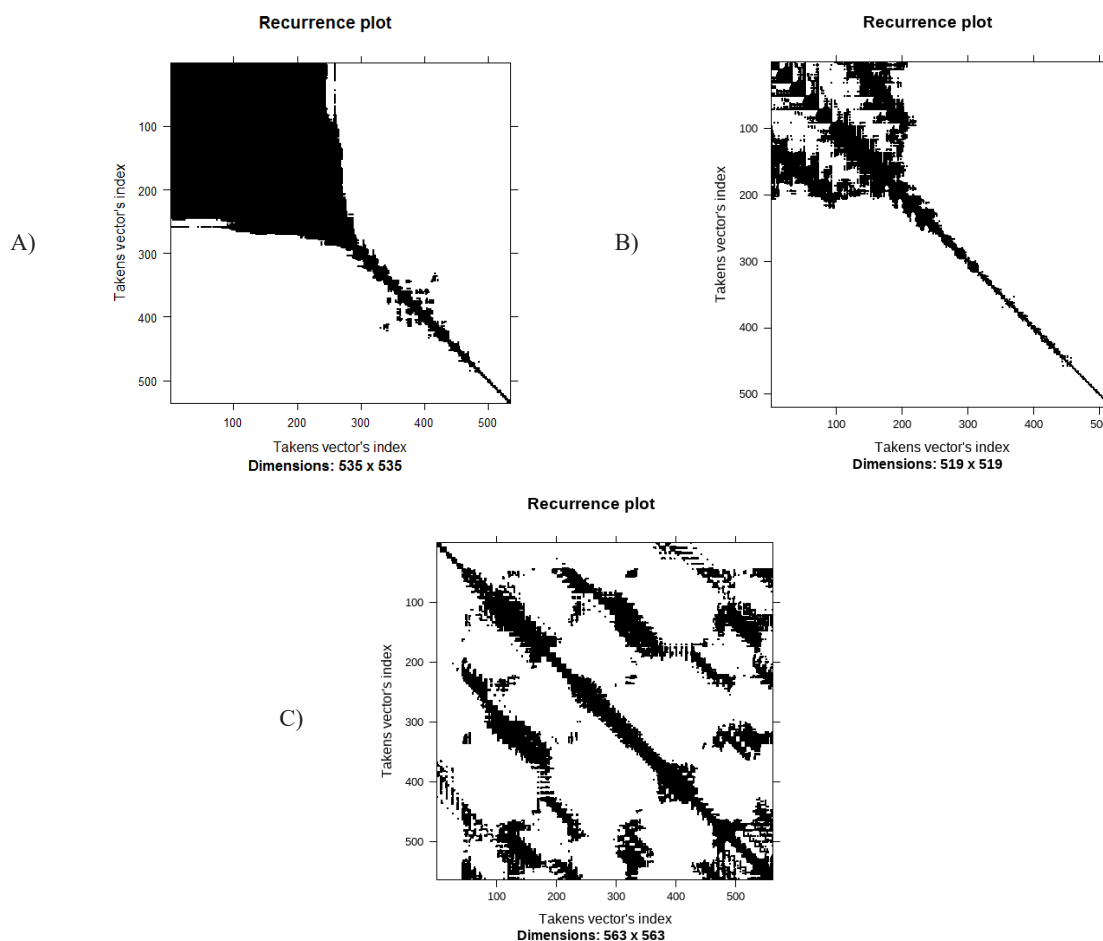 Recurrence plot
100
200
300
400
500
100 200 300 400 500
Takens vector's index
Takens vector's index
Dimensions: 535 x 535
A)
Recurrence plot
100
200
300
400
500
100 200 300 400
Takens vector's index
Takens vector's index
Dimensions: 519 x 519
B)
Recurrence plot
100
200
300
400
500
100 200 300 400 500
Takens vector's index
Takens vector's index
Dimensions: 563 x 563
C)